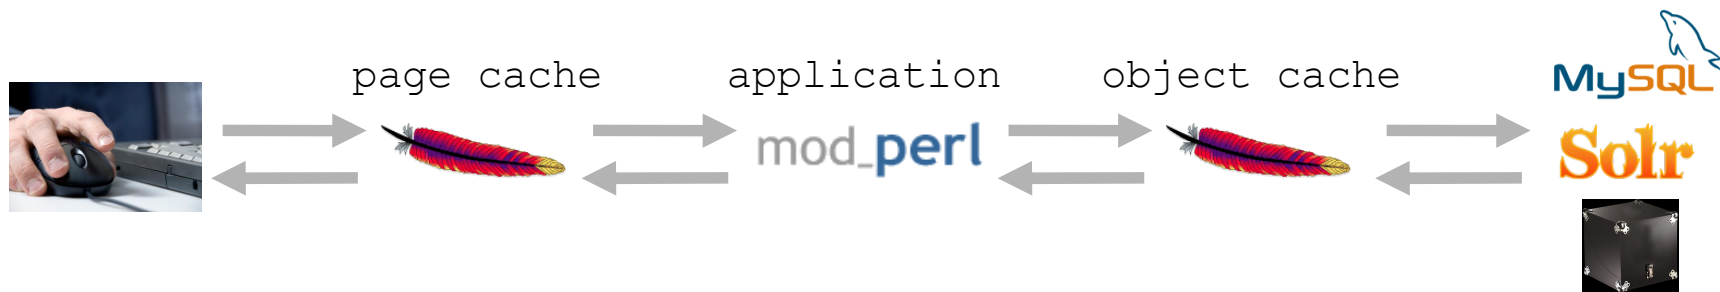 page cache
application
object cache
mod_perl
MySQL
Solr